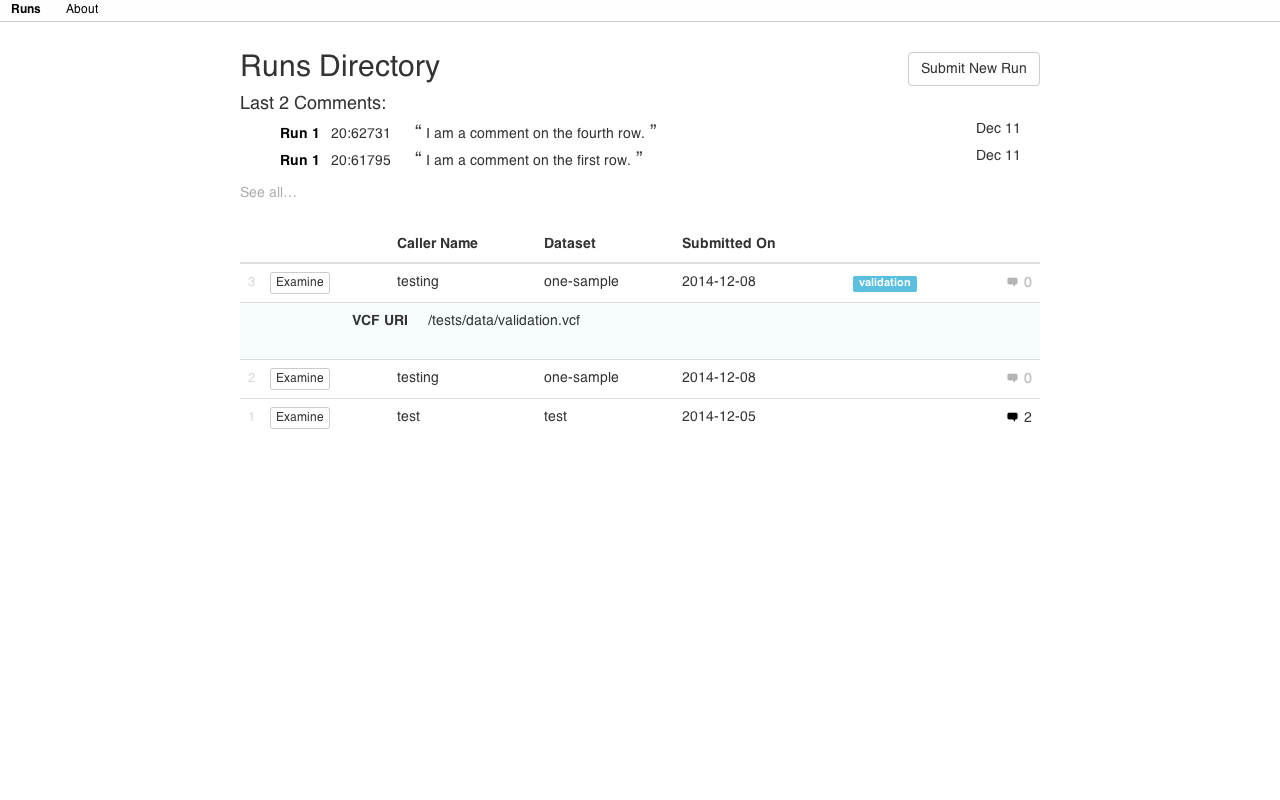 Runs About
Runs Directory
Submit New Run
Last 2 Comments:
Run 1 20:62731 “ I am a comment on the fourth row. ” Dec 11
Run 1 20:61795 “ I am a comment on the first row. ” Dec 11
See all…
Caller Name Dataset Submitted On
3 Examine testing one-sample 2014-12-08 validation 0
VCF URI /tests/data/validation.vcf
2 Examine testing one-sample 2014-12-08 0
1 Examine test test 2014-12-05 2